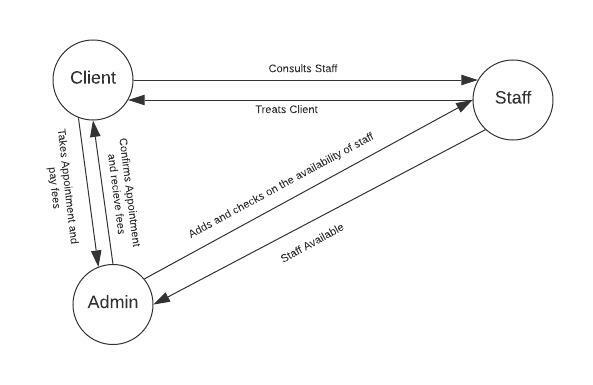 Client
Consults Staff
Staff
Treats Client
Takes Appointment and
pay fees
Confirms Appointment
and recieve fees
Adds and checks on the availability of staff
Staff Available
Admin